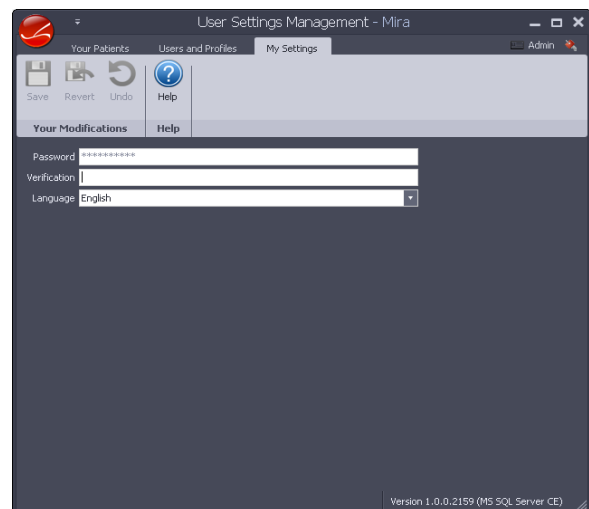 User Settings Management - Mira
Your Patients Users and Profiles My Settings Admin
Save Revert Undo Help
Your Modifications Help
Password **********
Verification
Language English
Version 1.0.0.2159 (MS SQL Server CE)